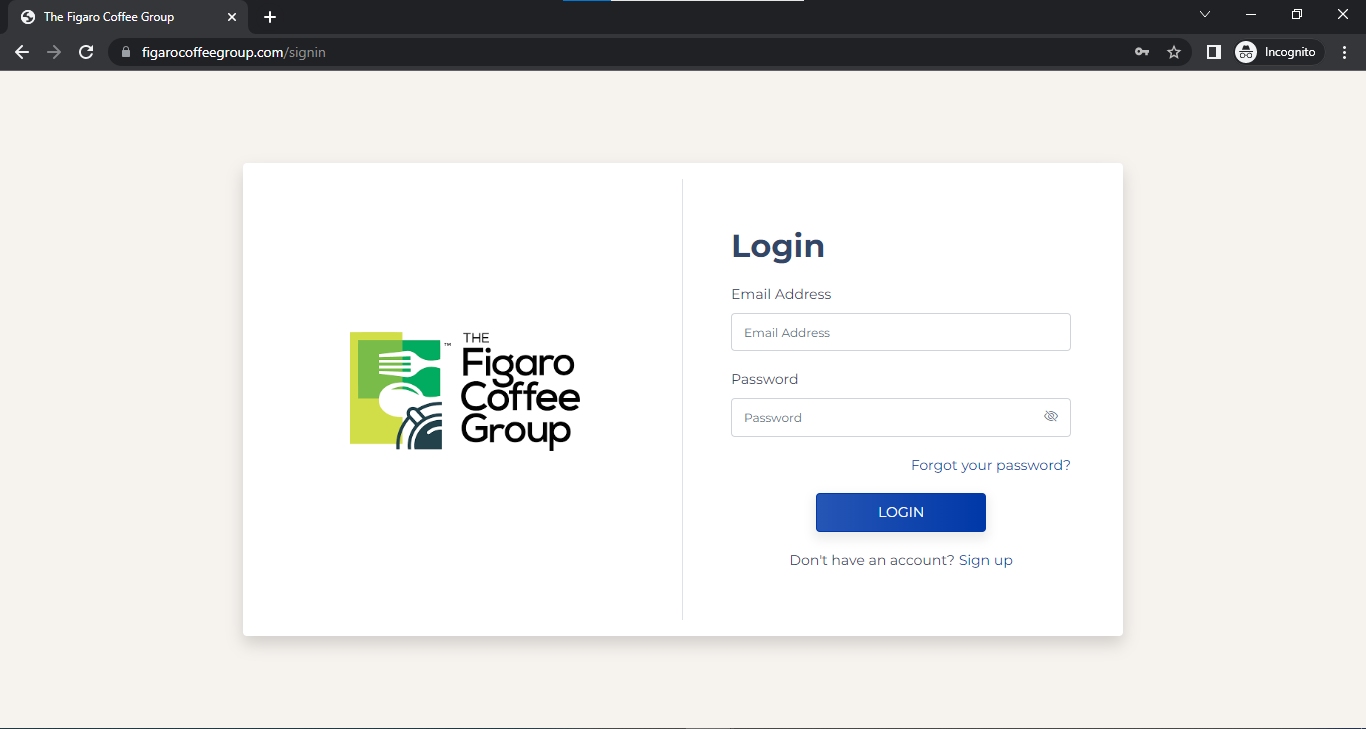 The Figaro Coffee Group
figarocoffeegroup.com/signin
Incognito
THE
Figaro
Coffee
Group
™
Login
Email Address
Email Address
Password
Password
Forgot your password?
LOGIN
Don't have an account? Sign up